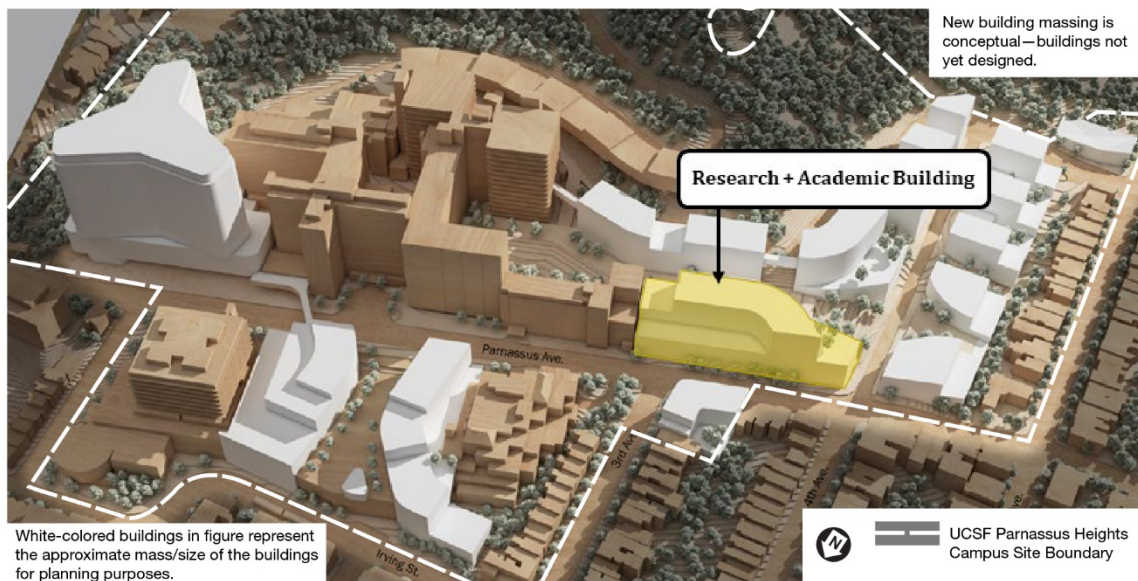 New building massing is
conceptual—buildings not
yet designed.
Research + Academic Building
Parnassus Ave.
3rd Ave.
4th Ave.
Ave.
Irving St.
White-colored buildings in figure represent
the approximate mass/size of the buildings
for planning purposes.
N
UCSF Parnassus Heights
Campus Site Boundary